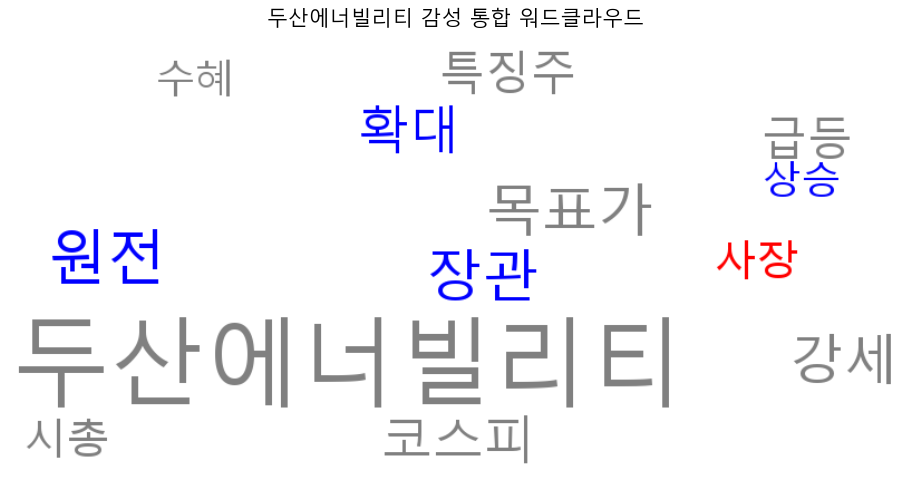 두산에너빌리티 감성 통합 워드클라우드
수혜
특징주
확대
급등
상승
목표가
원전
장관
사장
두산에너빌리티
강세
시총
코스피